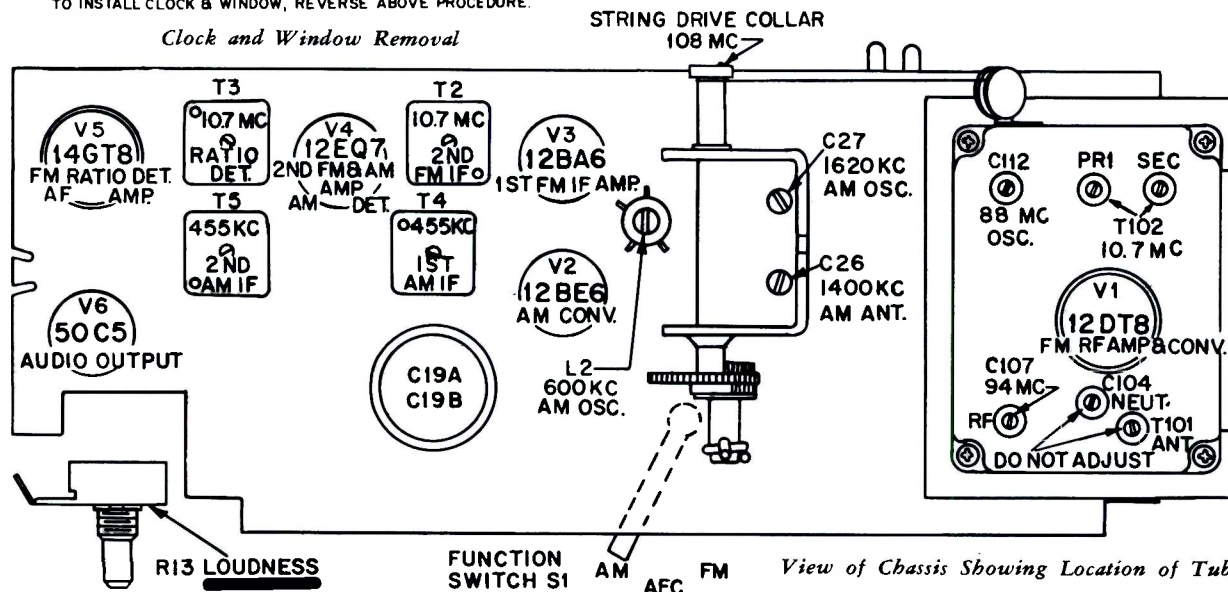 TO INSTALL CLOCK & WINDOW, REVERSE ABOVE PROCEDURE.
Clock and Window Removal
STRING DRIVE COLLAR
108 MC
T3
10.7 MC
RATIO
DET.
T2
10.7 MC
2ND
FM IF
V5
14GT8
FM RATIO DET.
AF AMP.
V4
12EQ7
2ND FM & AM
AMP
AM DET.
V3
12BA6
1ST FM IF AMP.
C27
1620 KC
AM OSC.
C112
88 MC
OSC.
PR1
SEC
T102
10.7 MC
T5
455KC
2ND
AM IF
T4
455KC
1ST
AM IF
V2
12BE6
AM CONV.
C26
1400 KC
AM ANT.
V1
12DT8
FM RF AMP & CONV.
V6
50C5
AUDIO OUTPUT
C19A
C19B
L2
600 KC
AM OSC.
C107
94 MC
RF
C104
NEUT.
T101
ANT
DO NOT ADJUST
R13 LOUDNESS
FUNCTION
SWITCH S1
AM
AFC
FM
View of Chassis Showing Location of Tub